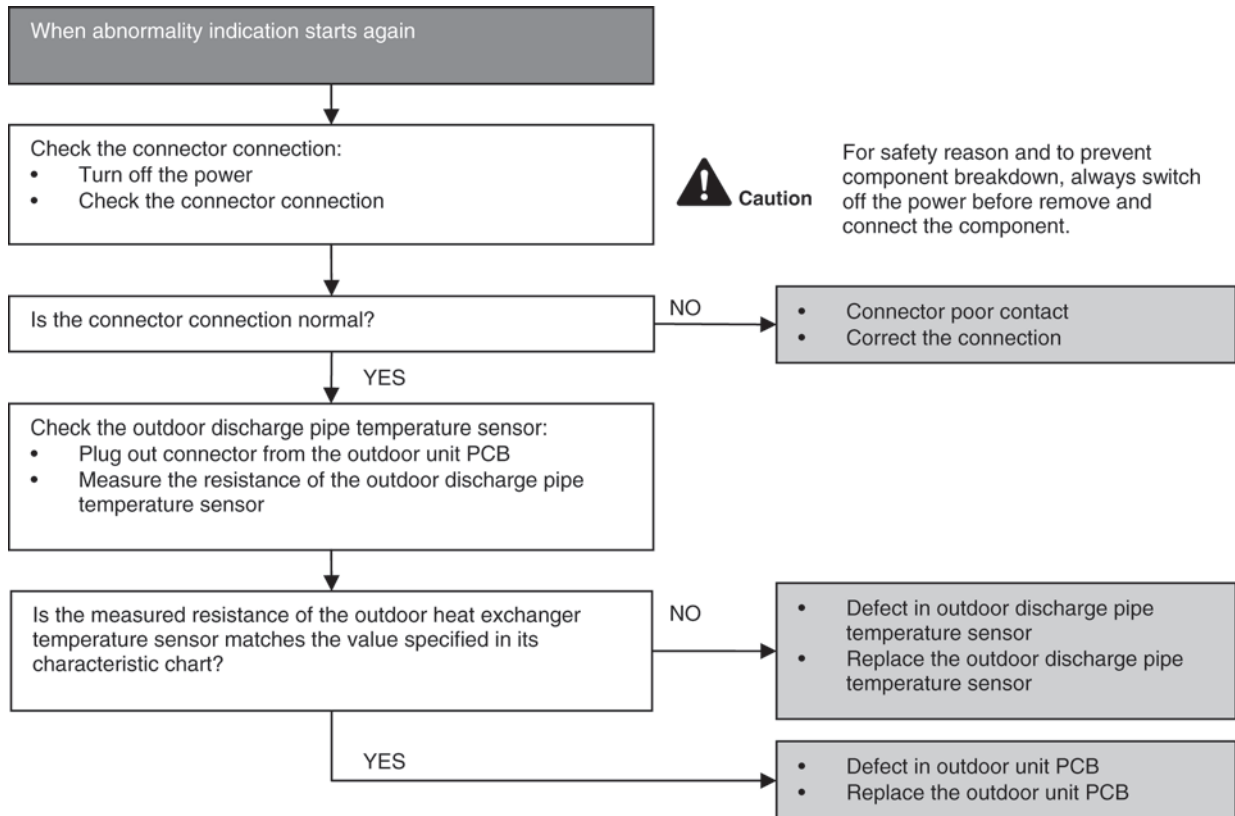 When abnormality indication starts again
Check the connector connection:
• Turn off the power
• Check the connector connection
Caution
For safety reason and to prevent
component breakdown, always switch
off the power before remove and
connect the component.
Is the connector connection normal?
NO
• Connector poor contact
• Correct the connection
YES
Check the outdoor discharge pipe temperature sensor:
• Plug out connector from the outdoor unit PCB
• Measure the resistance of the outdoor discharge pipe
temperature sensor
Is the measured resistance of the outdoor heat exchanger
temperature sensor matches the value specified in its
characteristic chart?
NO
• Defect in outdoor discharge pipe
temperature sensor
• Replace the outdoor discharge pipe
temperature sensor
YES
• Defect in outdoor unit PCB
• Replace the outdoor unit PCB